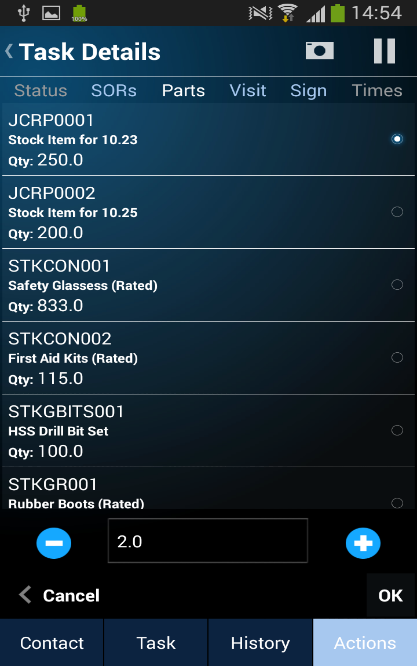 100%
14:54
Task Details
Status SORs Parts Visit Sign Times
JCRP0001
Stock Item for 10.23
Qty: 250.0
JCRP0002
Stock Item for 10.25
Qty: 200.0
STKCON001
Safety Glassess (Rated)
Qty: 833.0
STKCON002
First Aid Kits (Rated)
Qty: 115.0
STKGBITS001
HSS Drill Bit Set
Qty: 100.0
STKGR001
Rubber Boots (Rated)
2.0
Cancel OK
Contact Task History Actions